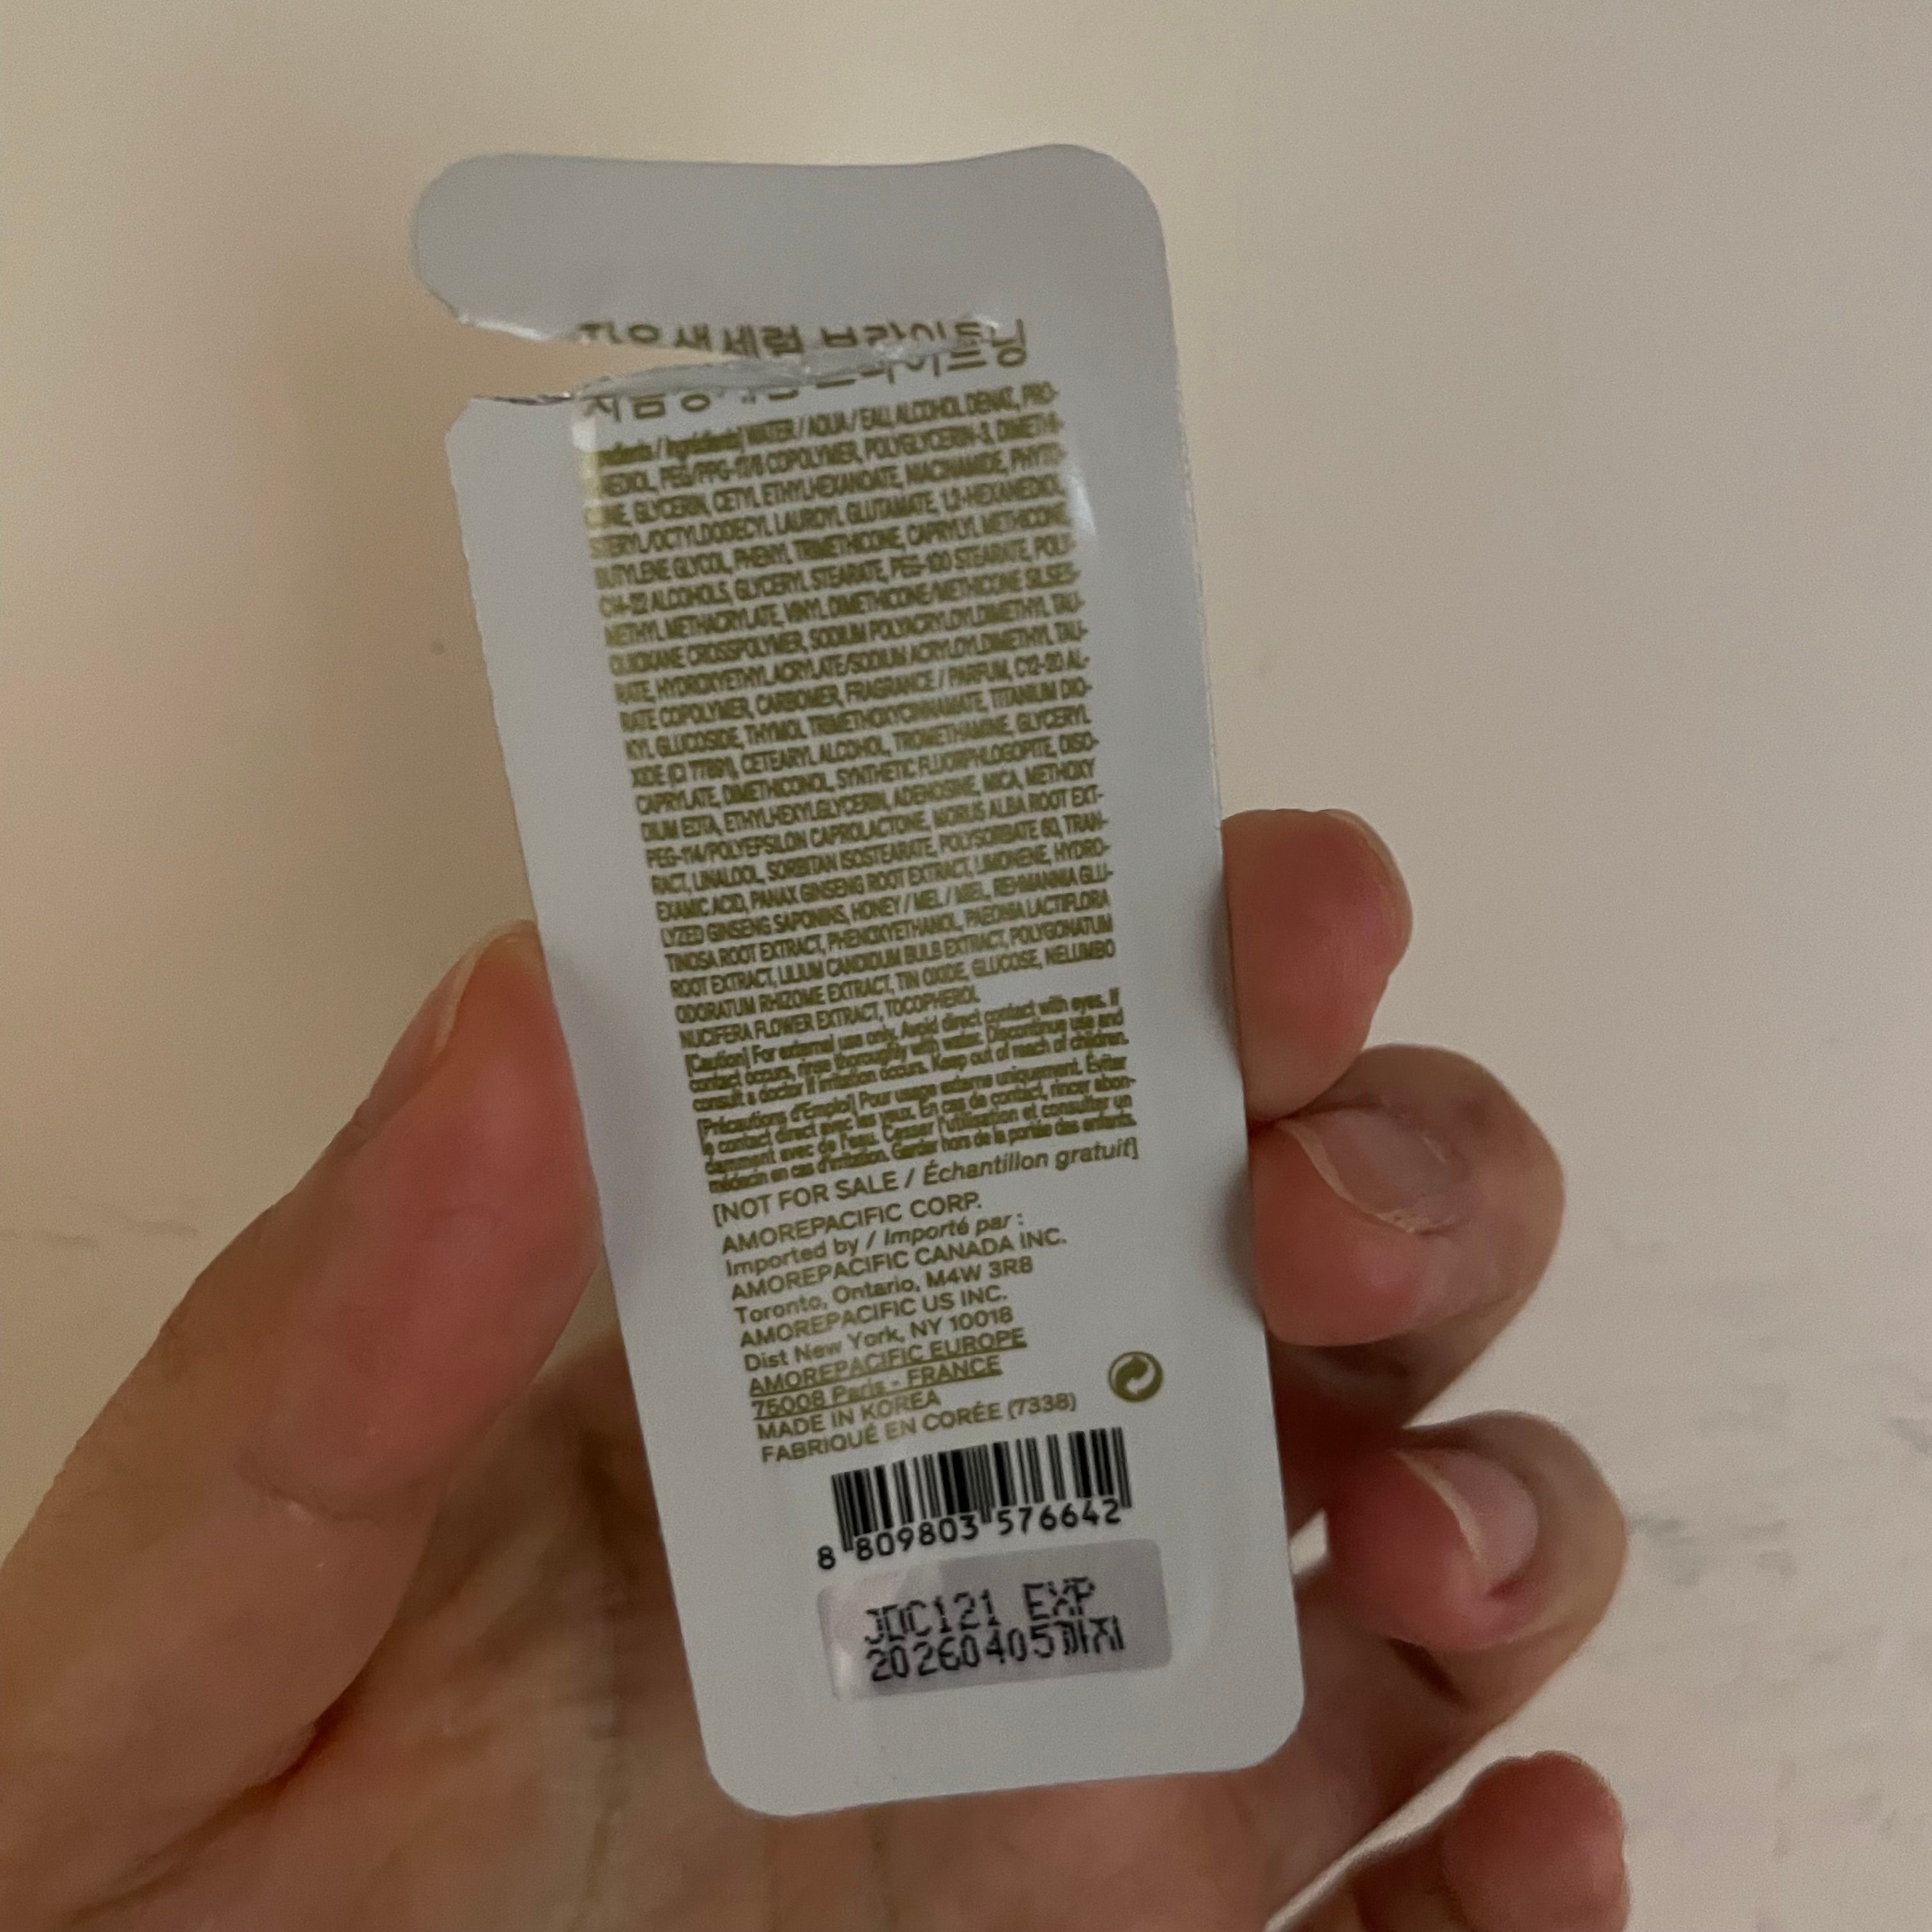 자음생세럼 브라이트닝
WATER / AQUA / EAU, ALCOHOL DENAT., PRO-
PEG/PPG-17/6 COPOLYMER, POLYGLYCERIN-3, DIMETHI-
GLYCERIN, CETYL ETHYLHEXANOATE, NIACINAMIDE, PHYTO-
STERYL/OCTYLDODECYL LAUROYL GLUTAMATE, 1,2-HEXANEDIOL,
BUTYLENE GLYCOL, PHENYL TRIMETHICONE, CAPRYLYL METHICONE,
C14-22 ALCOHOLS, GLYCERYL STEARATE, PEG-100 STEARATE, POLY-
METHYL METHACRYLATE, VINYL DIMETHICONE/METHICONE SILSES-
QUIOXANE CROSSPOLYMER, SODIUM POLYACRYLOYLDIMETHYL TAU-
RATE, HYDROXYETHYL ACRYLATE/SODIUM ACRYLOYLDIMETHYL TAU-
RATE COPOLYMER, CARBOMER, FRAGRANCE / PARFUM, C12-20 AL-
KYL GLUCOSIDE, THYMOL TRIMETHOXYCINNAMATE, TITANIUM DIO-
XIDE (CI 77891), CETEARYL ALCOHOL, TROMETHAMINE, GLYCERYL
CAPRYLATE, DIMETHICONOL, SYNTHETIC FLUORPHLOGOPITE, DISO-
DIUM EDTA, ETHYLHEXYLGLYCERIN, ADENOSINE, MICA, METHOXY
PEG-114/POLYEPSILON CAPROLACTONE, MORUS ALBA ROOT EXT-
RACT, LINALOOL, SORBITAN ISOSTEARATE, POLYSORBATE 60, TRAN-
EXAMIC ACID, PANAX GINSENG ROOT EXTRACT, LIMONENE, HYDRO-
LYZED GINSENG SAPONINS, HONEY / MEL / MIEL, REHMANNIA GLU-
TINOSA ROOT EXTRACT, PHENOXYETHANOL, PAEONIA LACTIFLORA
ROOT EXTRACT, LILIUM CANDIDUM BULB EXTRACT, POLYGONATUM
ODORATUM RHIZOME EXTRACT, TIN OXIDE, GLUCOSE, NELUMBO
NUCIFERA FLOWER EXTRACT, TOCOPHEROL
[Caution] For external use only. Avoid direct contact with eyes. If
contact occurs, rinse thoroughly with water. Discontinue use and
consult a doctor if irritation occurs. Keep out of reach of children.
[Précautions d'Emploi] Pour usage externe uniquement. Éviter
le contact direct avec les yeux. En cas de contact, rincer abon-
damment avec de l'eau. Cesser l'utilisation et consulter un
médecin en cas d'irritation. Garder hors de la portée des enfants.
[NOT FOR SALE / Échantillon gratuit]
AMOREPACIFIC CORP.
Imported by / Importé par :
AMOREPACIFIC CANADA INC.
Toronto, Ontario, M4W 3R8
AMOREPACIFIC US INC.
Dist New York, NY 10018
AMOREPACIFIC EUROPE
75008 Paris - FRANCE
MADE IN KOREA
FABRIQUÉ EN CORÉE (7338)
8 809803 576642
JDC121 EXP
20260405까지